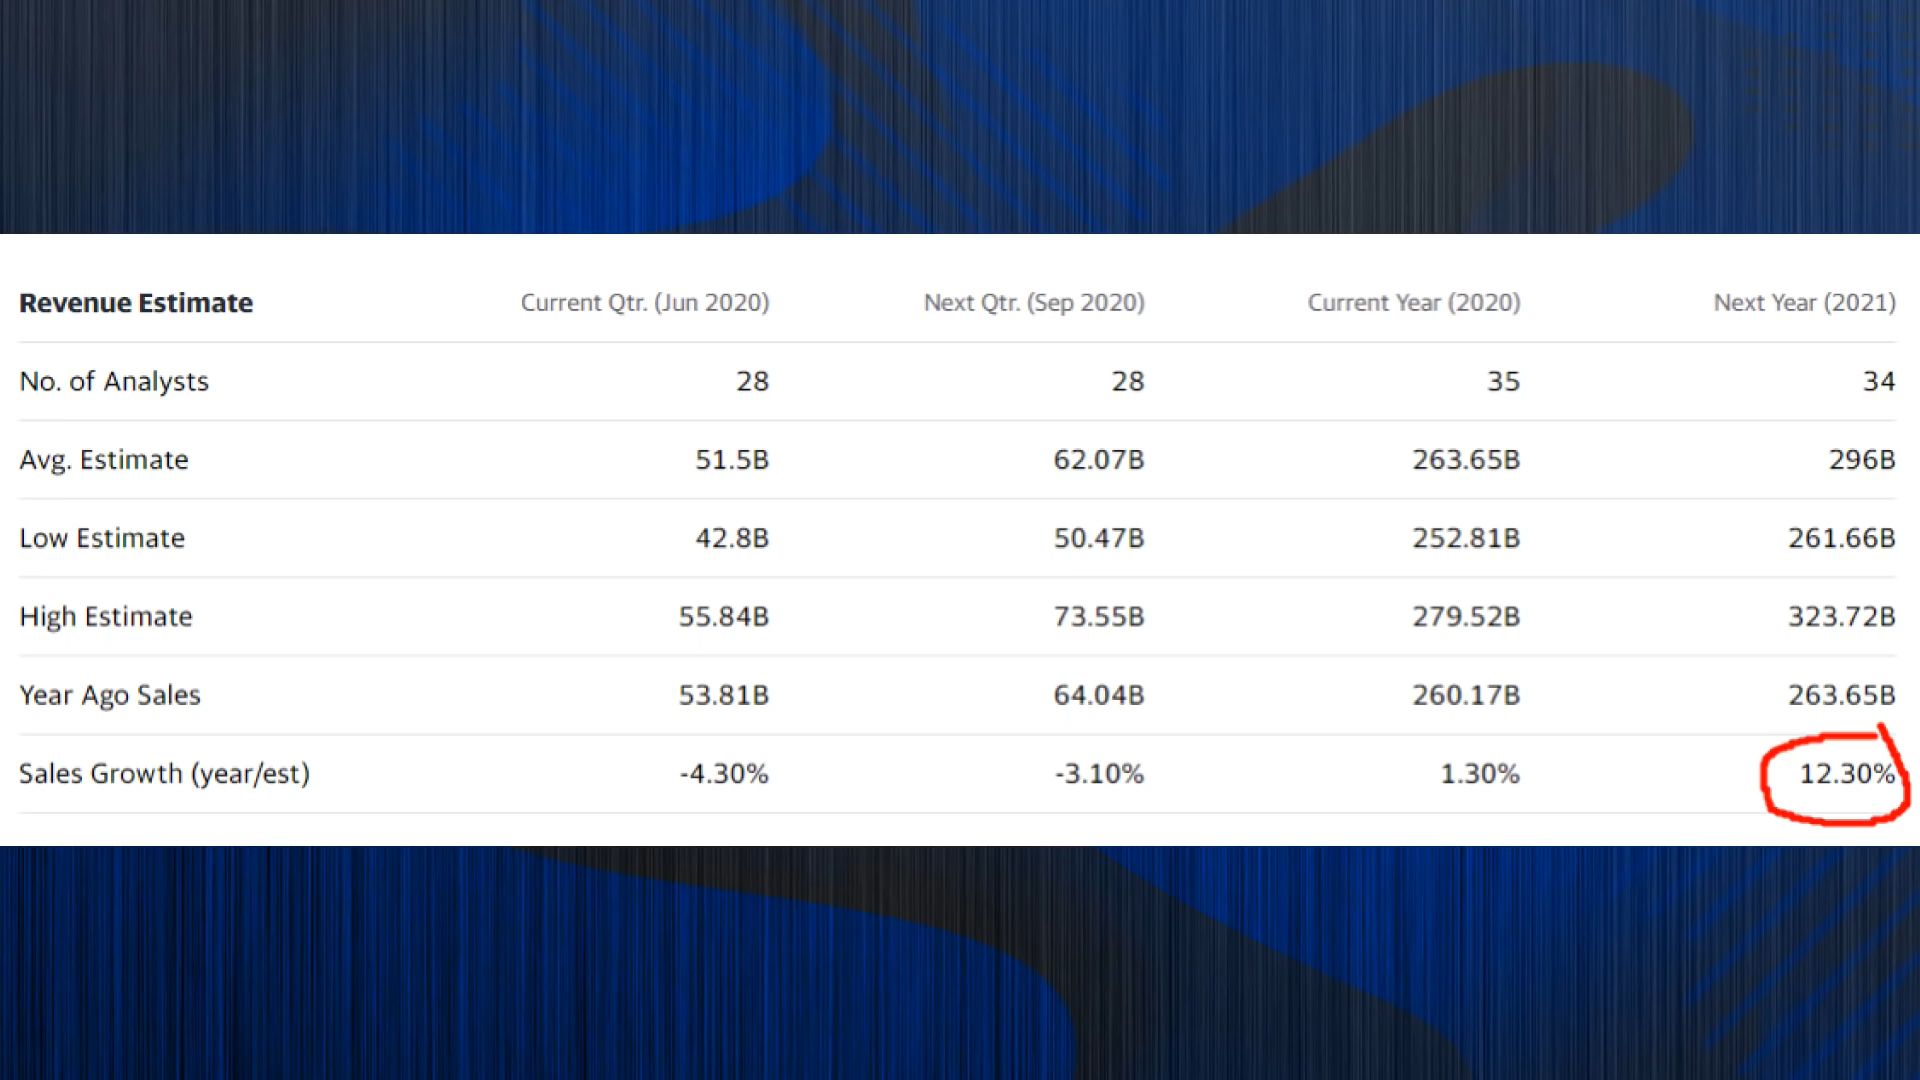 Revenue Estimate Current Qtr. (Jun 2020) Next Qtr. (Sep 2020) Current Year (2020) Next Year (2021)
No. of Analysts 28 28 35 34
Avg. Estimate 51.5B 62.07B 263.65B 296B
Low Estimate 42.8B 50.47B 252.81B 261.66B
High Estimate 55.84B 73.55B 279.52B 323.72B
Year Ago Sales 53.81B 64.04B 260.17B 263.65B
Sales Growth (year/est) -4.30% -3.10% 1.30% 12.30%